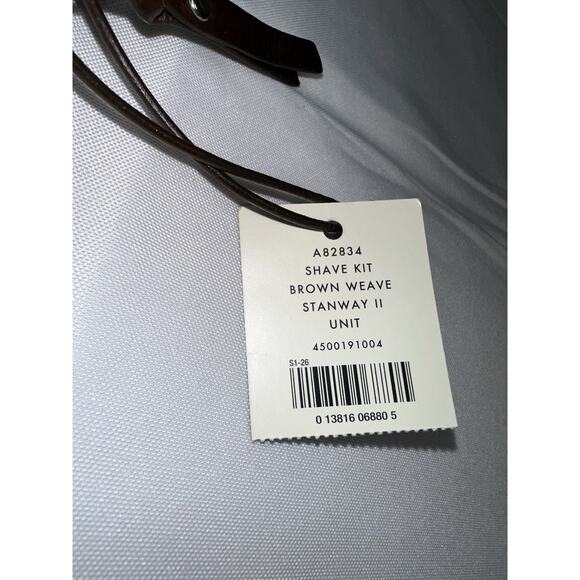 A82834
SHAVE KIT
BROWN WEAVE
STANWAY II
UNIT
4500191004
S1-26
0 13816 06880 5